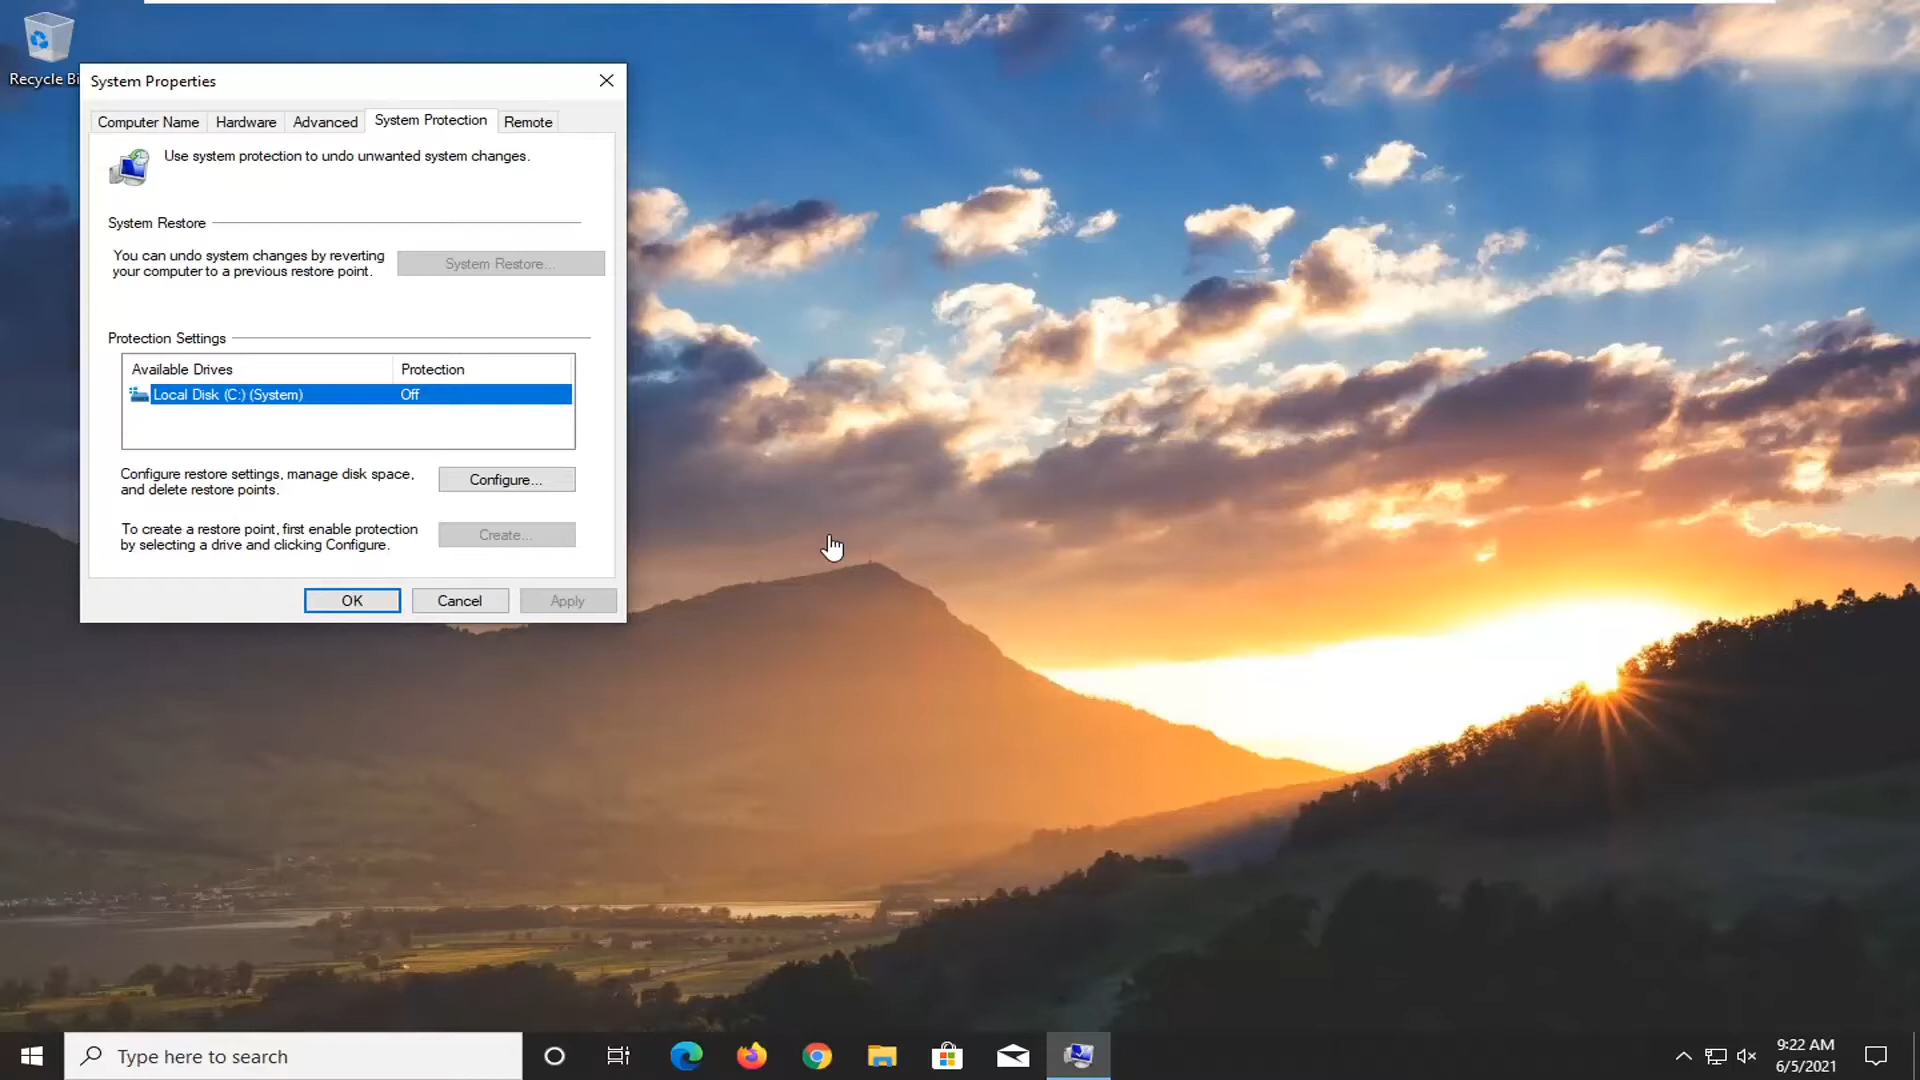 Recycle Bi
System Properties
Computer Name
Hardware
Advanced
System Protection
Remote
Use system protection to undo unwanted system changes.
System Restore
You can undo system changes by reverting
your computer to a previous restore point.
System Restore...
Protection Settings
Available Drives
Protection
Local Disk (C:) (System)
Off
Configure restore settings, manage disk space,
and delete restore points.
Configure...
To create a restore point, first enable protection
by selecting a drive and clicking Configure.
Create...
OK
Cancel
Apply
Type here to search
9:22 AM
6/5/2021